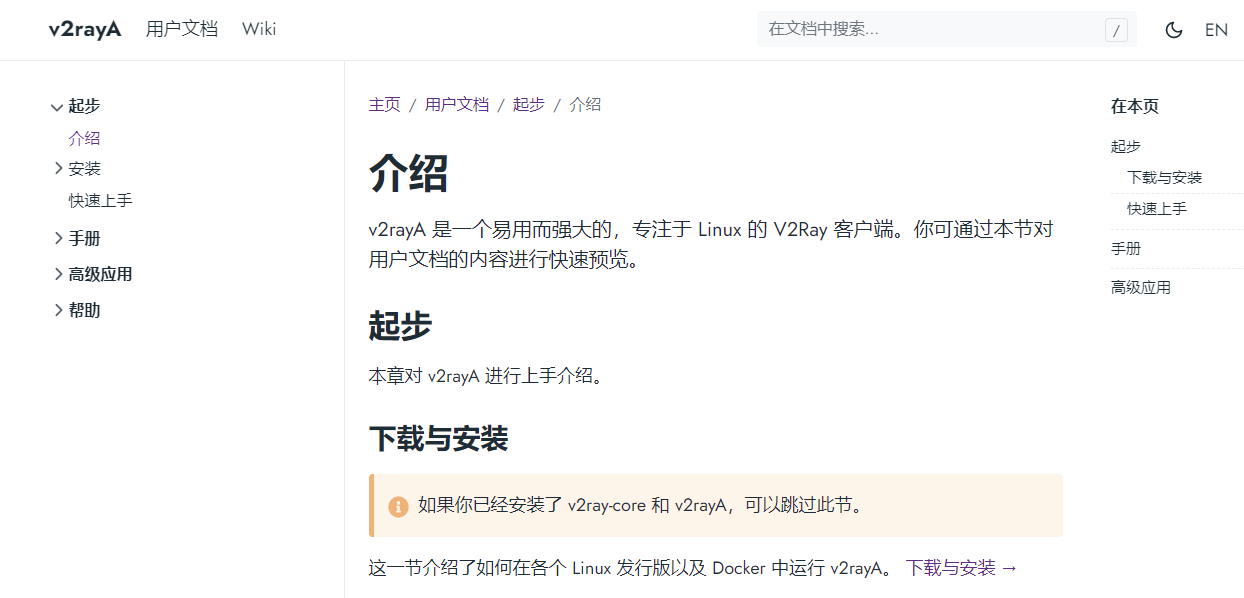 v2rayA 用户文档 Wiki 在文档中搜索... / EN
起步
介绍
安装
快速上手
手册
高级应用
帮助
主页 / 用户文档 / 起步 / 介绍
介绍
v2rayA 是一个易用而强大的，专注于 Linux 的 V2Ray 客户端。你可通过本节对
用户文档的内容进行快速预览。
起步
本章对 v2rayA 进行上手介绍。
下载与安装
如果你已经安装了 v2ray-core 和 v2rayA，可以跳过此节。
这一节介绍了如何在各个 Linux 发行版以及 Docker 中运行 v2rayA。 下载与安装 →
在本页
起步
下载与安装
快速上手
手册
高级应用